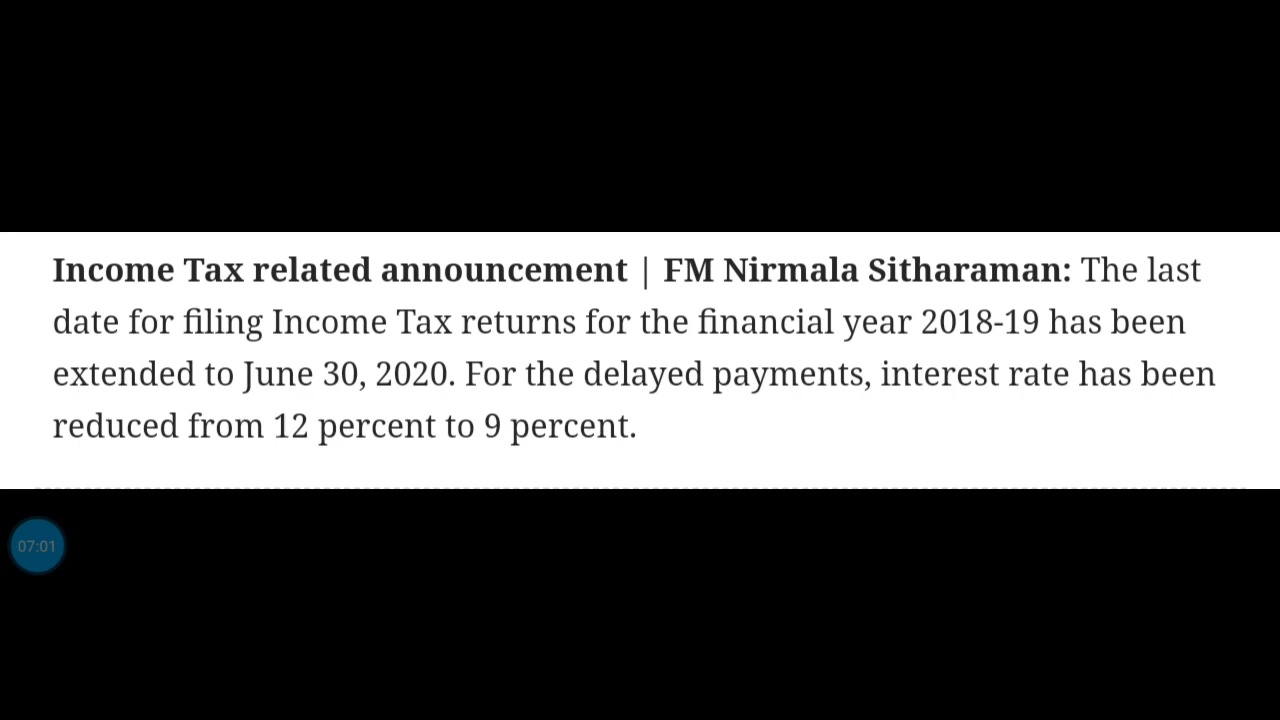 Income Tax related announcement | FM Nirmala Sitharaman: The last
date for filing Income Tax returns for the financial year 2018-19 has been
extended to June 30, 2020. For the delayed payments, interest rate has been
reduced from 12 percent to 9 percent.
07:01